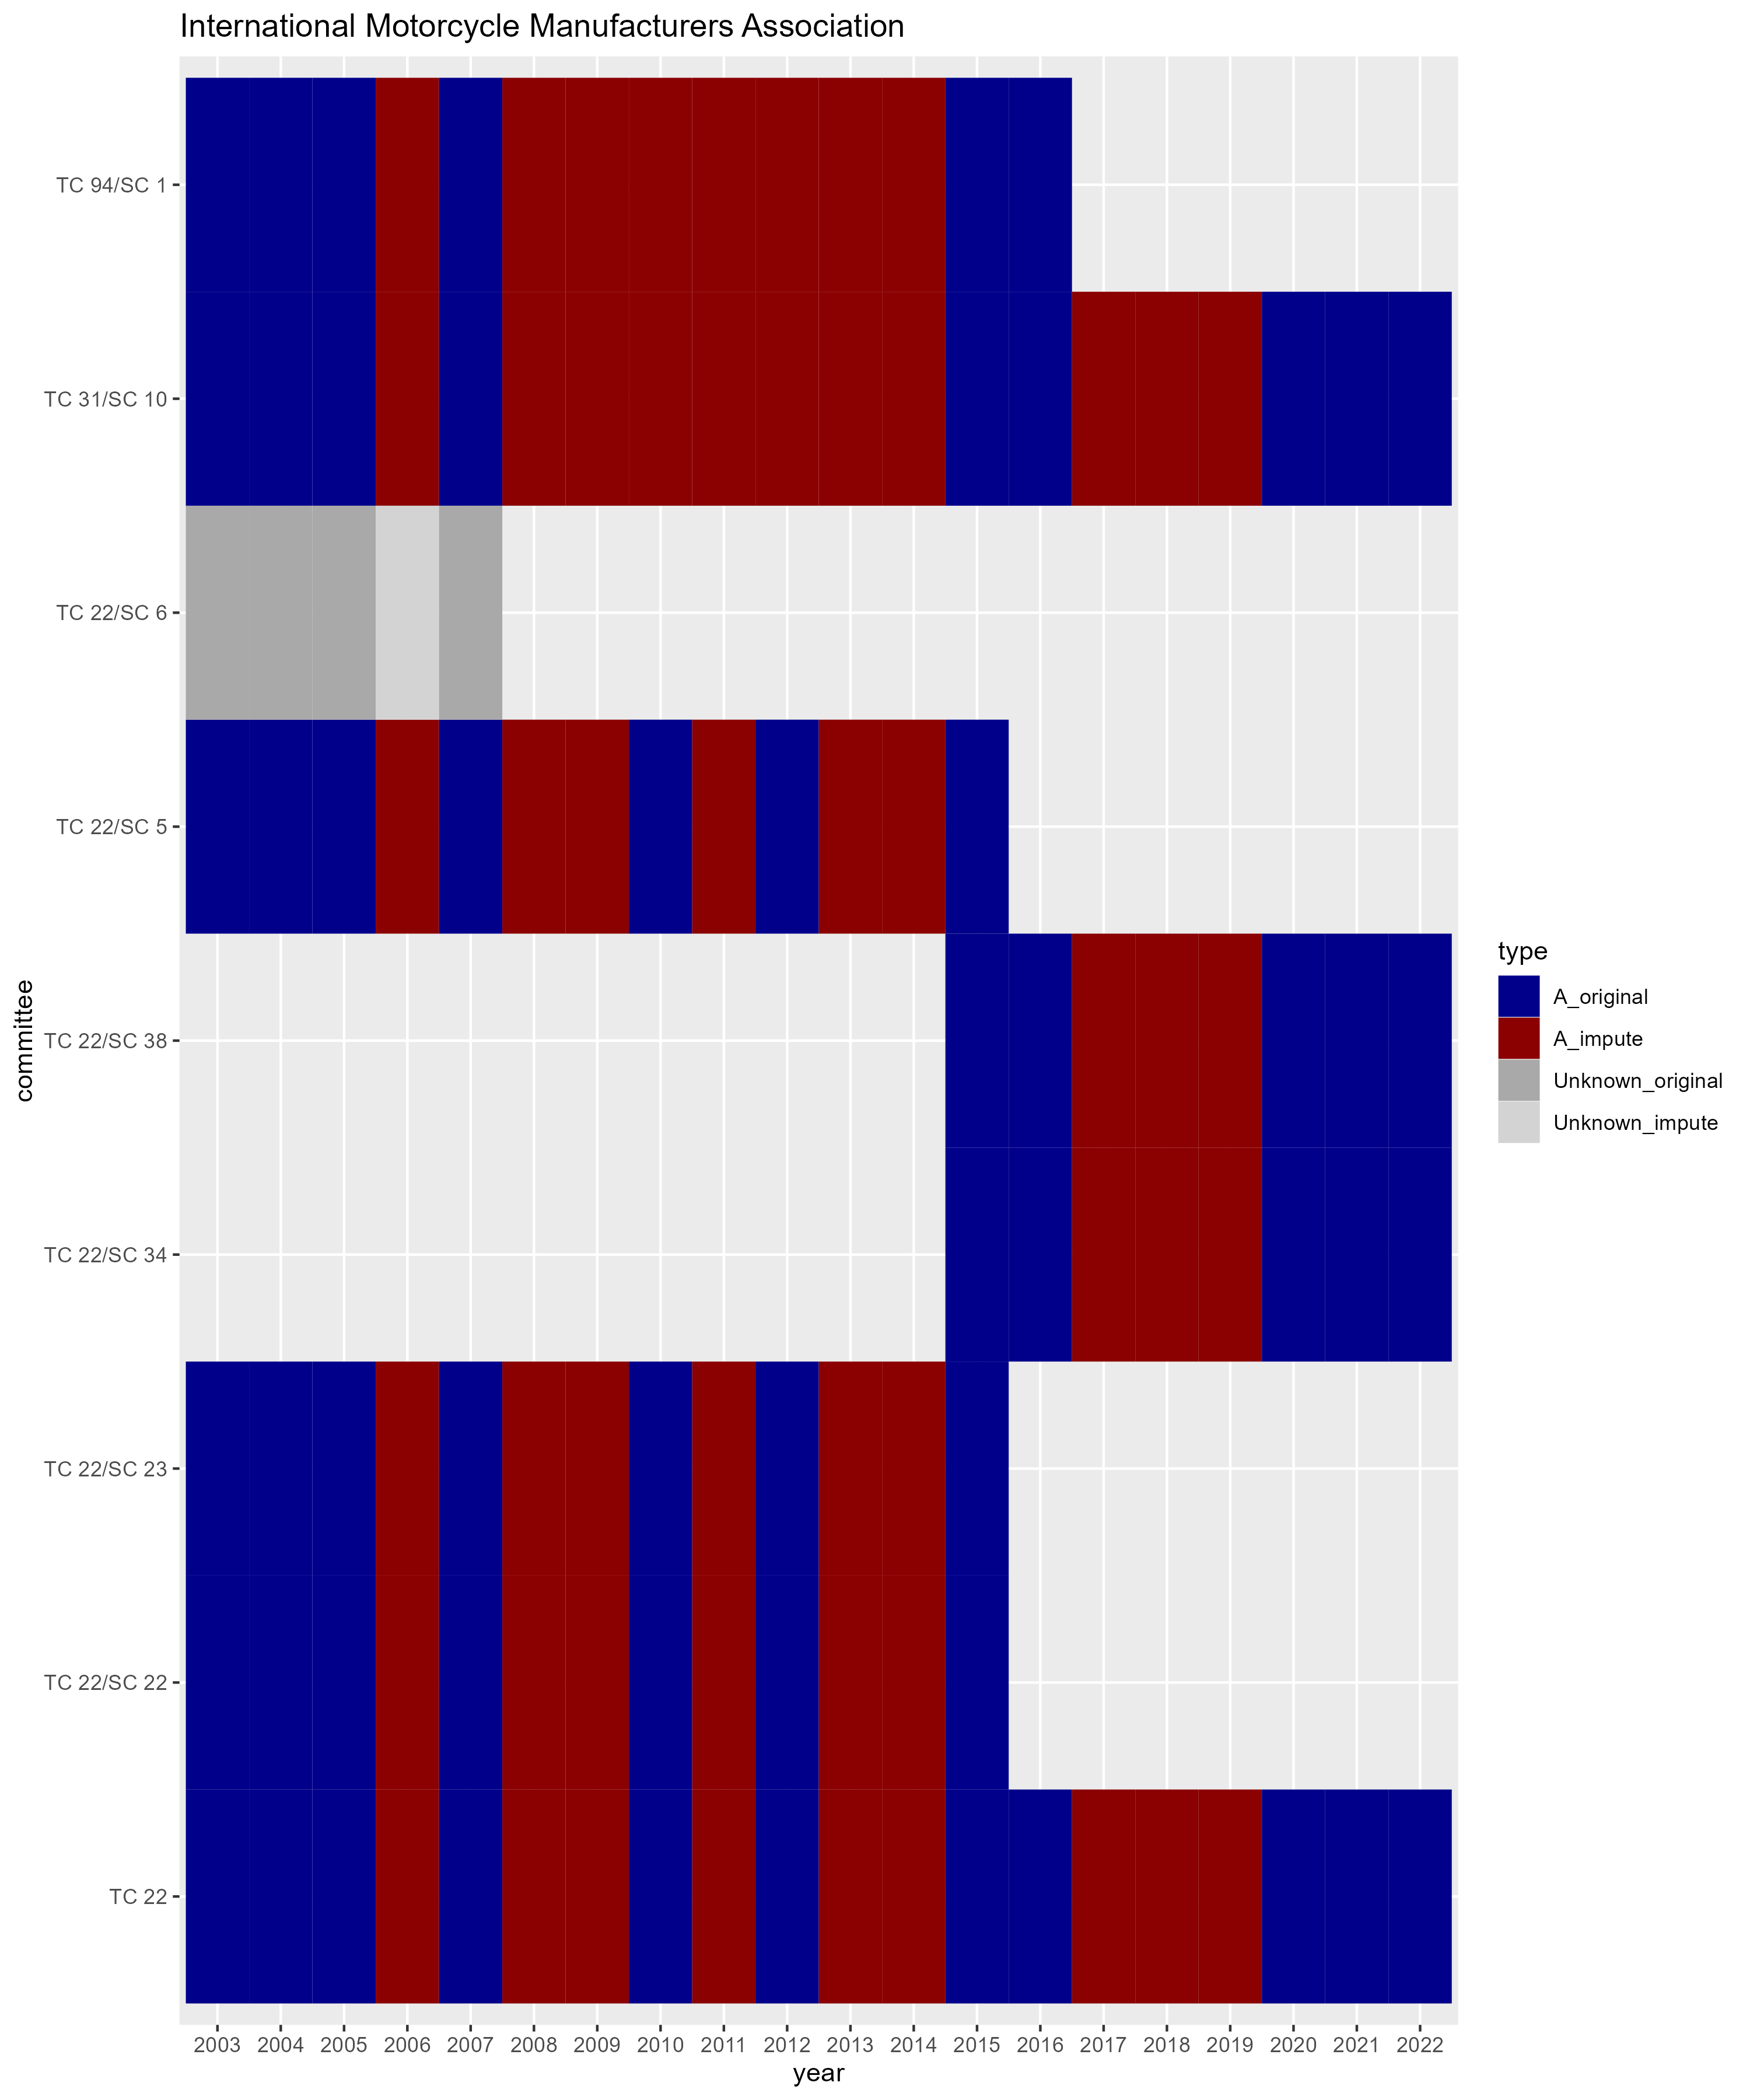 International Motorcycle Manufacturers Association
committee
TC 94/SC 1
TC 31/SC 10
TC 22/SC 6
TC 22/SC 5
TC 22/SC 38
TC 22/SC 34
TC 22/SC 23
TC 22/SC 22
TC 22
2003 2004 2005 2006 2007 2008 2009 2010 2011 2012 2013 2014 2015 2016 2017 2018 2019 2020 2021 2022
year
type
A_original
A_impute
Unknown_original
Unknown_impute